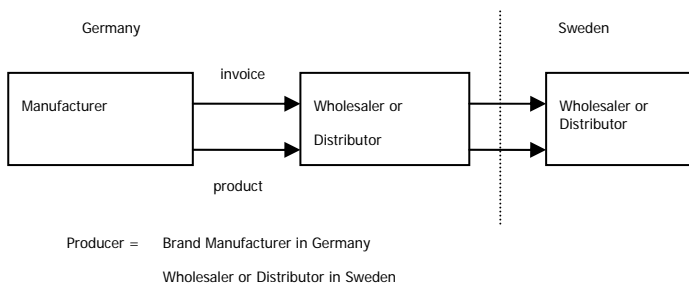 Germany
Sweden
invoice
Manufacturer
Wholesaler or
Distributor
Wholesaler or
Distributor
product
Producer = Brand Manufacturer in Germany
Wholesaler or Distributor in Sweden